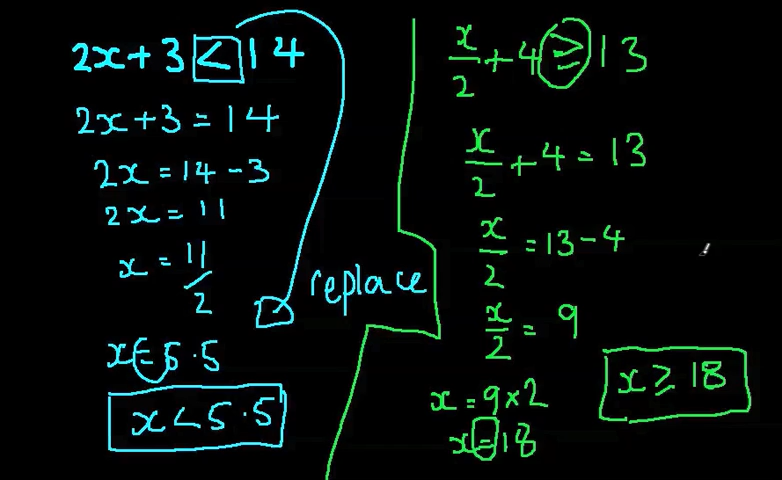 2x + 3 < 14
2x + 3 = 14
2x = 14 - 3
2x = 11
x = 11/2
replace
x = 5.5
x < 5.5
x/2 + 4 ≥ 13
x/2 + 4 = 13
x/2 = 13 - 4
x/2 = 9
x = 9 × 2
x = 18
x ≥ 18